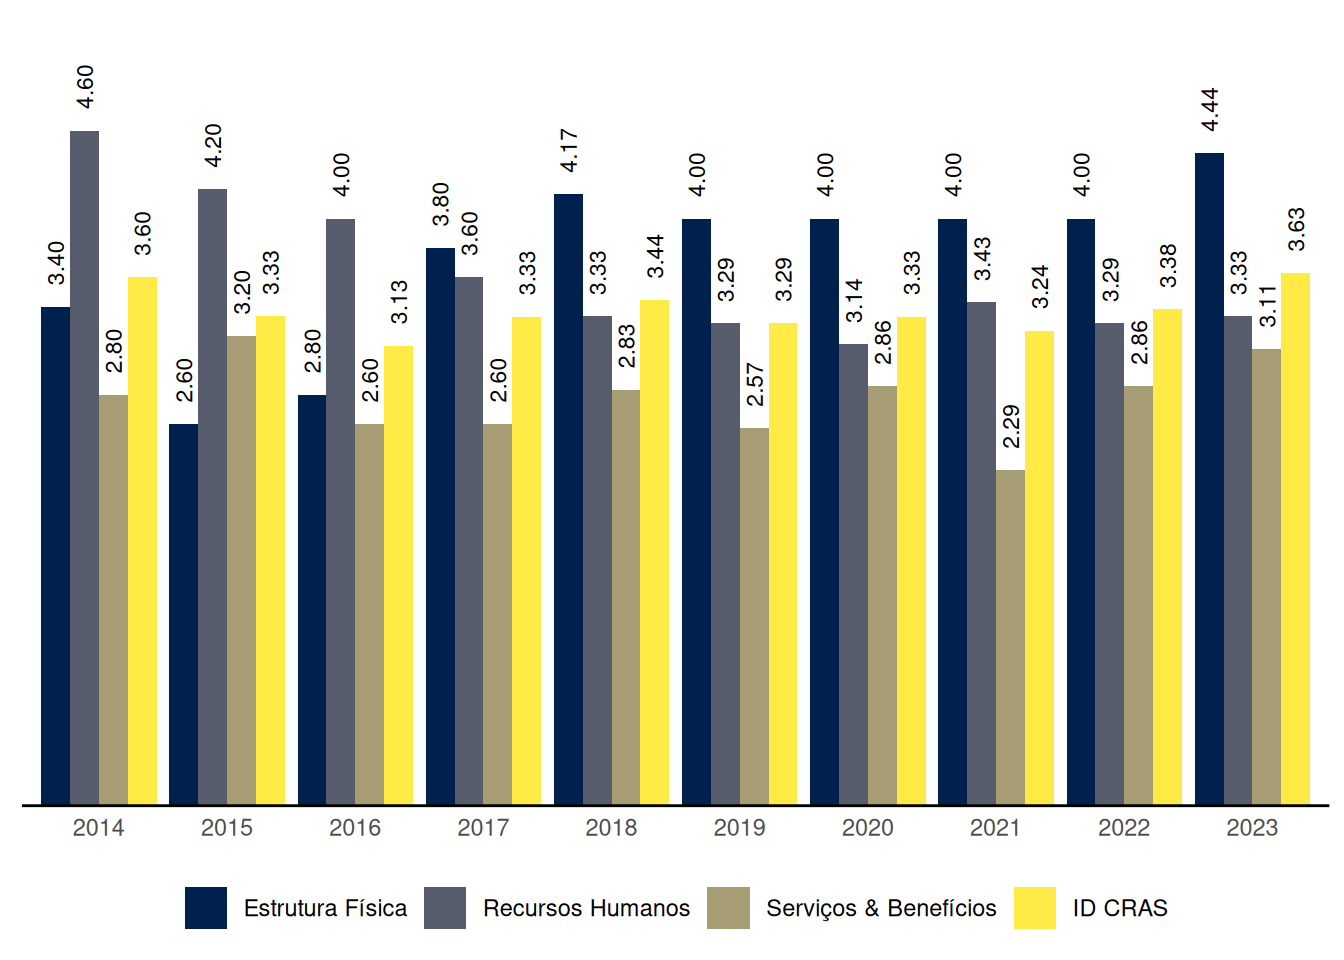 3.40 4.60 2.80 3.60 2.60 4.20 3.20 3.33 2.80 4.00 2.60 3.13 3.80 3.60 2.60 3.33 4.17 3.33 2.83 3.44 4.00 3.29 2.57 3.29 4.00 3.14 2.86 3.33 4.00 3.43 2.29 3.24 4.00 3.29 2.86 3.38 4.44 3.33 3.11 3.63
2014 2015 2016 2017 2018 2019 2020 2021 2022 2023
Estrutura Física Recursos Humanos Serviços & Benefícios ID CRAS